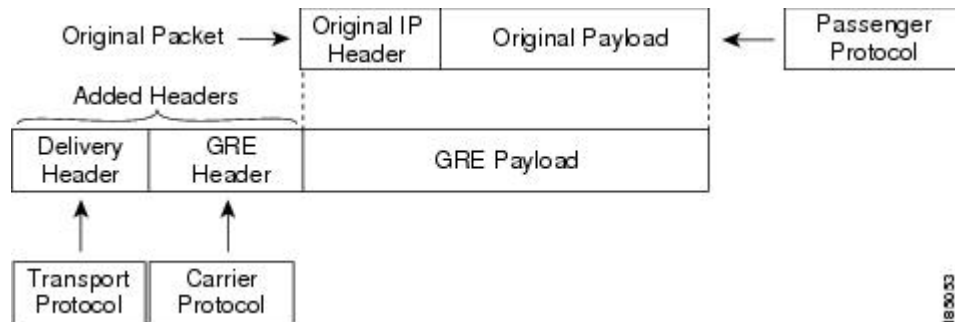 Original Packet
Original IP
Header
Original Payload
Passenger
Protocol
Added Headers
Delivery
Header
GRE
Header
GRE Payload
Transport
Protocol
Carrier
Protocol
185053